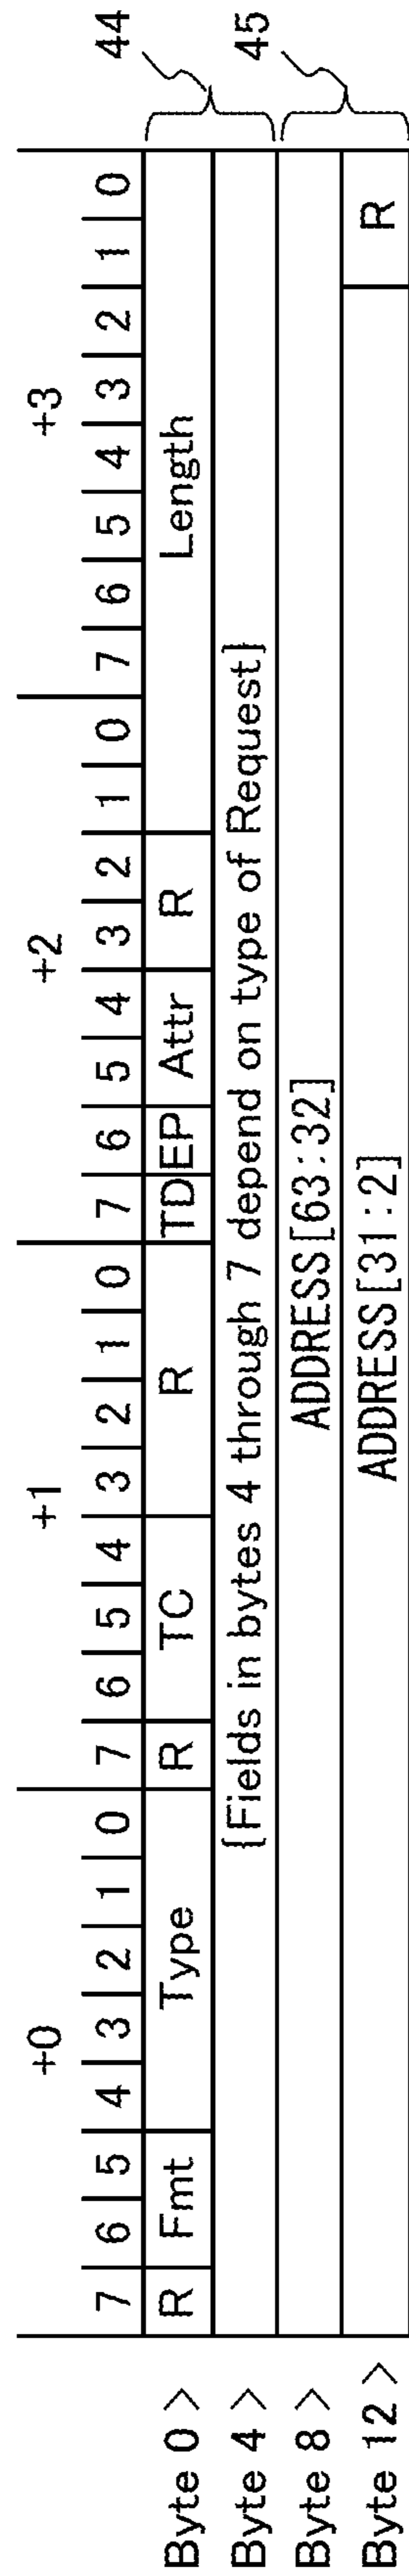 +0 +1 +2 +3
7 6 5 4 3 2 1 0 7 6 5 4 3 2 1 0 7 6 5 4 3 2 1 0 7 6 5 4 3 2 1 0
Byte 0 > R Fmt Type R TC R TD EP Attr R Length 44
Byte 4 > [Fields in bytes 4 through 7 depend on type of Request]
Byte 8 > ADDRESS[63:32] 45
Byte 12 > ADDRESS[31:2] R